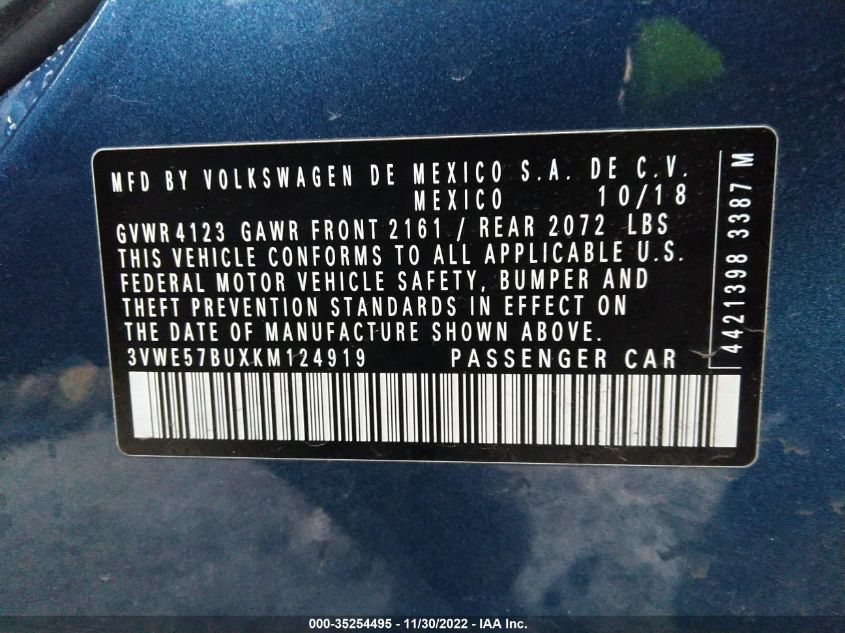 MFD BY VOLKSWAGEN DE MEXICO S.A. DE C.V.
MEXICO 10/18
GVWR 4123 GAWR FRONT 2161 / REAR 2072 LBS
THIS VEHICLE CONFORMS TO ALL APPLICABLE U.S.
FEDERAL MOTOR VEHICLE SAFETY, BUMPER AND
THEFT PREVENTION STANDARDS IN EFFECT ON
THE DATE OF MANUFACTURE SHOWN ABOVE.
3VWE57BUXKM124919 PASSENGER CAR
4421398 3387 M
000-35254495 - 11/30/2022 - IAA Inc.